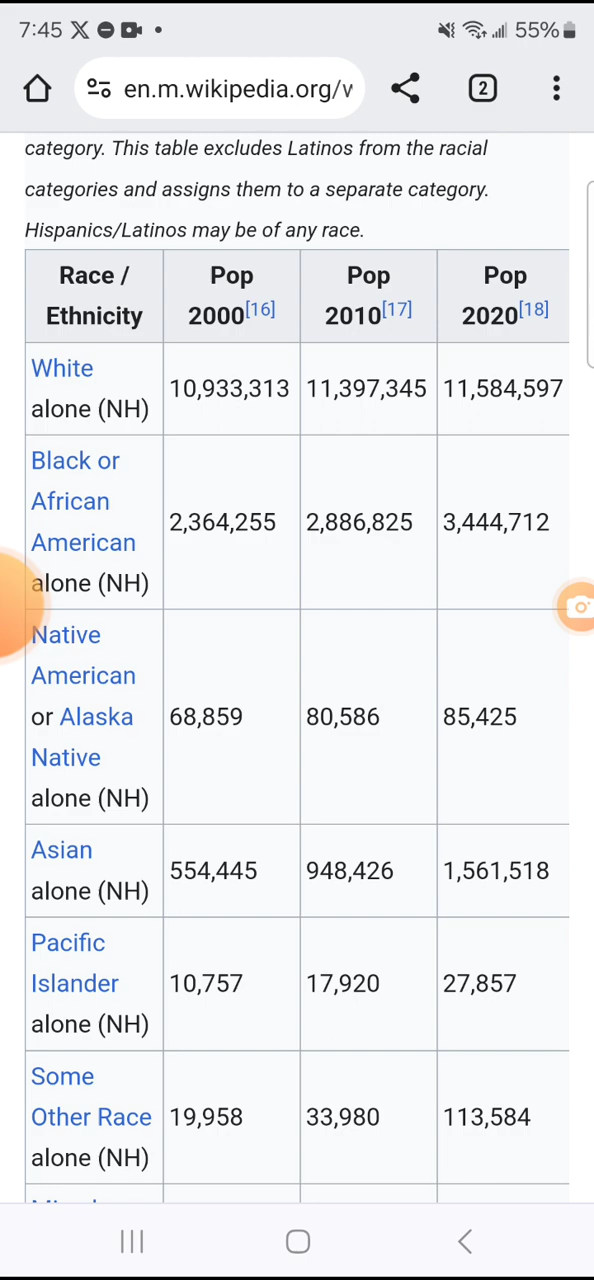 7:45 X 55%
en.m.wikipedia.org/w 2
category. This table excludes Latinos from the racial
categories and assigns them to a separate category.
Hispanics/Latinos may be of any race.
Race / Ethnicity Pop 2000[16] Pop 2010[17] Pop 2020[18]
White alone (NH) 10,933,313 11,397,345 11,584,597
Black or African American alone (NH) 2,364,255 2,886,825 3,444,712
Native American or Alaska Native alone (NH) 68,859 80,586 85,425
Asian alone (NH) 554,445 948,426 1,561,518
Pacific Islander alone (NH) 10,757 17,920 27,857
Some Other Race alone (NH) 19,958 33,980 113,584